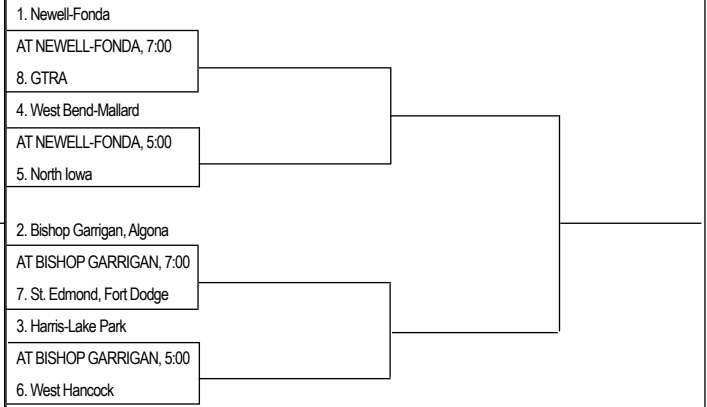 1. Newell-Fonda
AT NEWELL-FONDA, 7:00
8. GTRA
4. West Bend-Mallard
AT NEWELL-FONDA, 5:00
5. North Iowa
2. Bishop Garrigan, Algona
AT BISHOP GARRIGAN, 7:00
7. St. Edmond, Fort Dodge
3. Harris-Lake Park
AT BISHOP GARRIGAN, 5:00
6. West Hancock